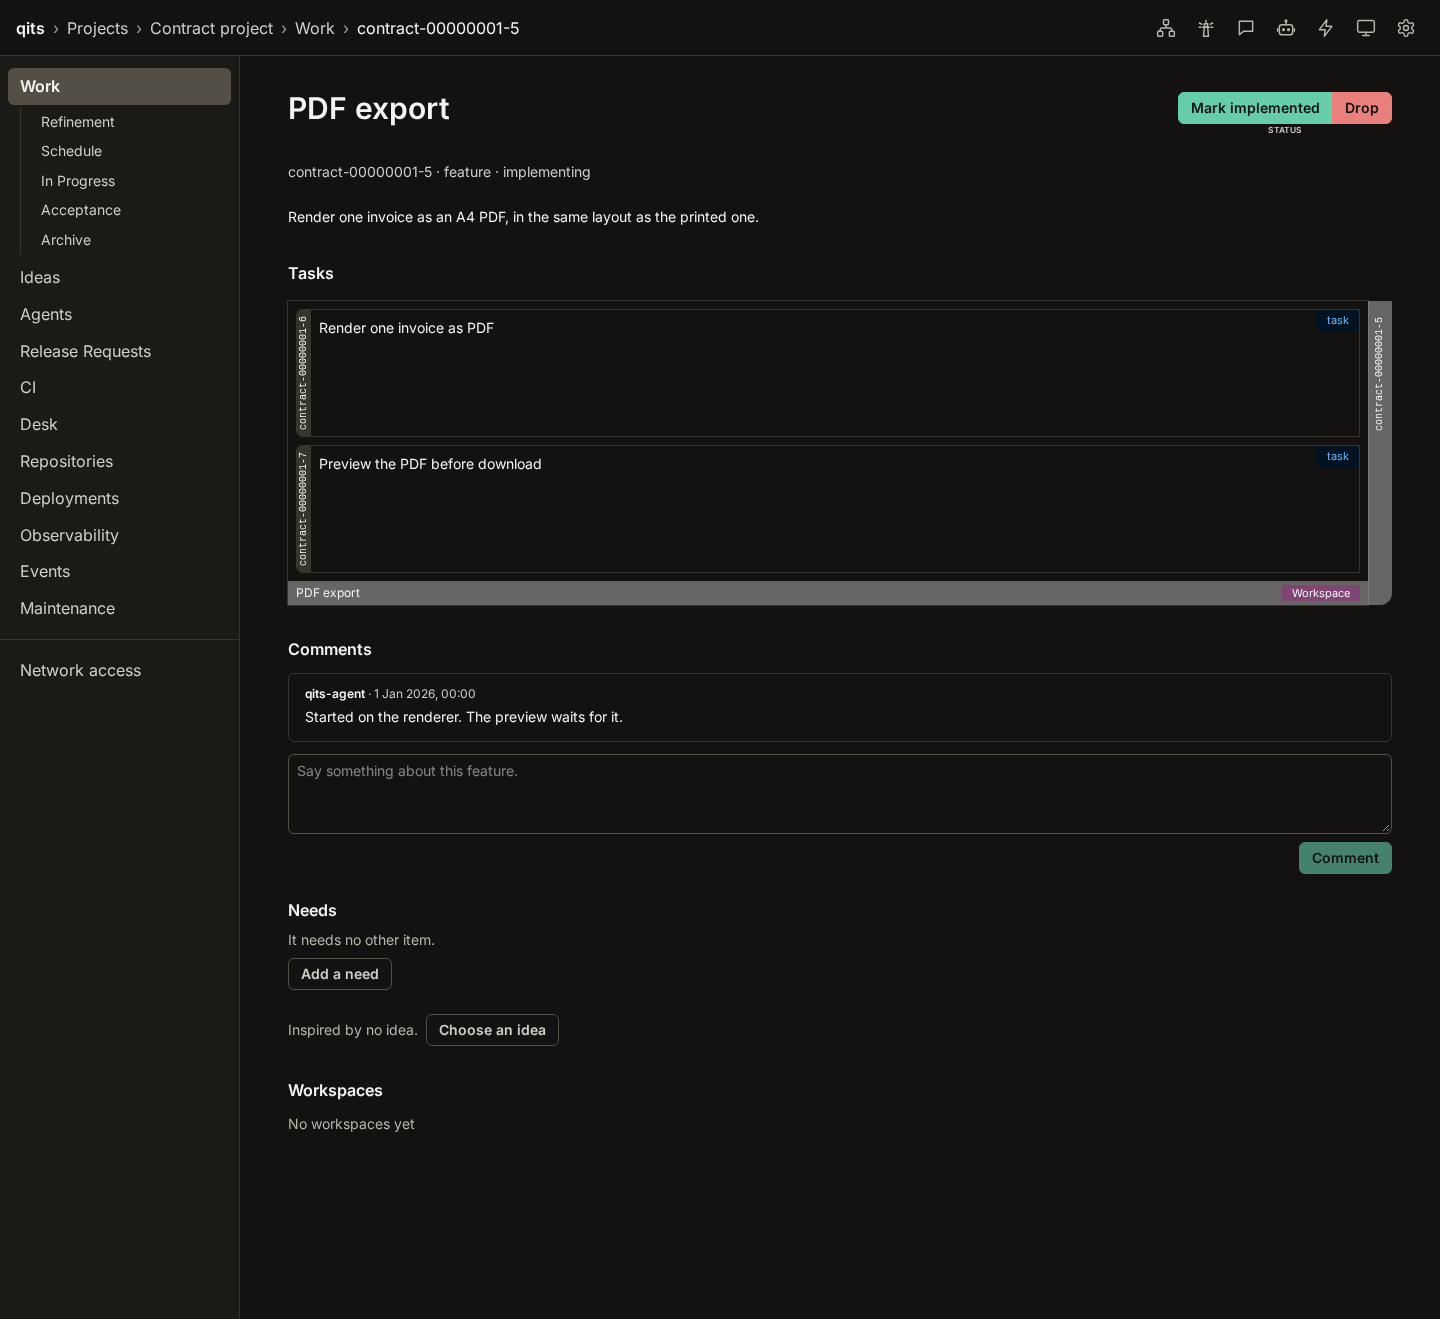 qits › Projects › Contract project › Work › contract-00000001-5
Work
Refinement
Schedule
In Progress
Acceptance
Archive
Ideas
Agents
Release Requests
CI
Desk
Repositories
Deployments
Observability
Events
Maintenance
Network access
PDF export
Mark implemented
Drop
STATUS
contract-00000001-5 · feature · implementing
Render one invoice as an A4 PDF, in the same layout as the printed one.
Tasks
contract-00000001-6
Render one invoice as PDF
task
contract-00000001-7
Preview the PDF before download
task
contract-00000001-5
PDF export
Workspace
Comments
qits-agent · 1 Jan 2026, 00:00
Started on the renderer. The preview waits for it.
Say something about this feature.
Comment
Needs
It needs no other item.
Add a need
Inspired by no idea.
Choose an idea
Workspaces
No workspaces yet